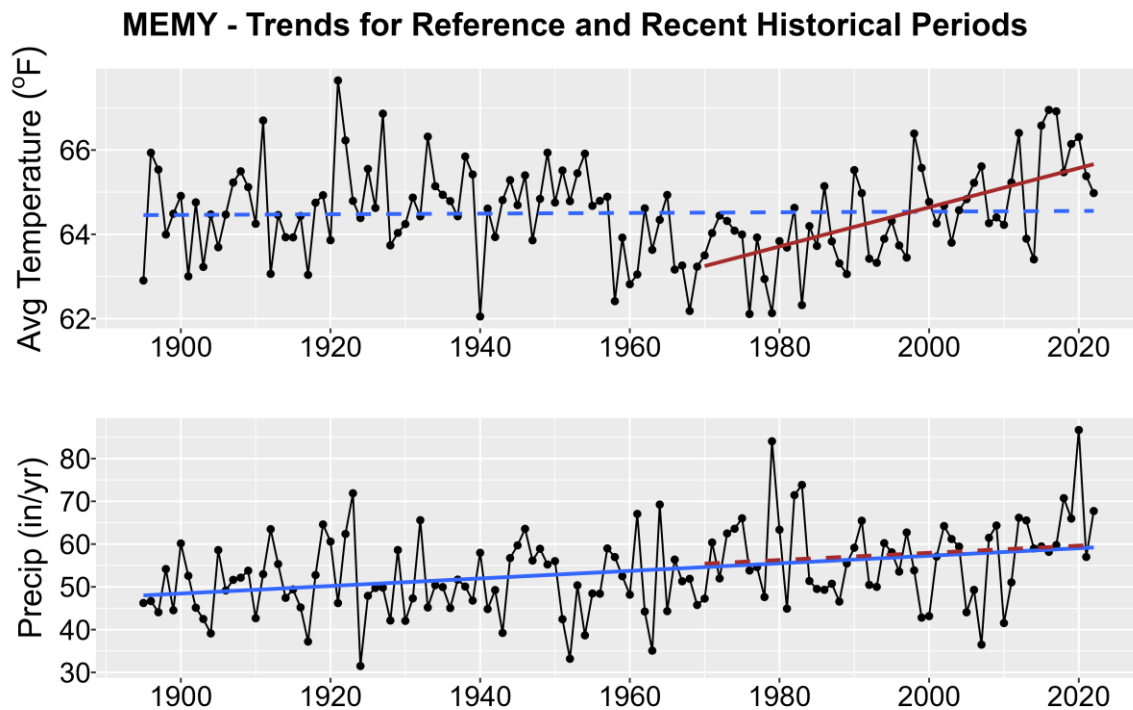 MEMY - Trends for Reference and Recent Historical Periods
Avg Temperature (°F)
66
64
62
1900 1920 1940 1960 1980 2000 2020
Precip (in/yr)
80
70
60
50
40
30
1900 1920 1940 1960 1980 2000 2020